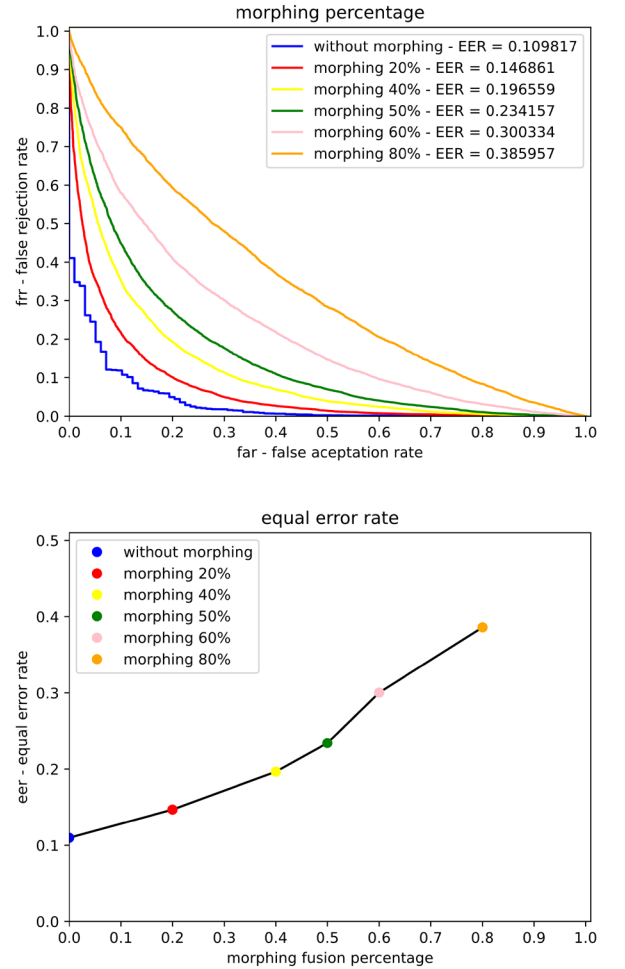 morphing percentage
frr - false rejection rate
1.0
0.9
0.8
0.7
0.6
0.5
0.4
0.3
0.2
0.1
0.0
without morphing - EER = 0.109817
morphing 20% - EER = 0.146861
morphing 40% - EER = 0.196559
morphing 50% - EER = 0.234157
morphing 60% - EER = 0.300334
morphing 80% - EER = 0.385957
0.0 0.1 0.2 0.3 0.4 0.5 0.6 0.7 0.8 0.9 1.0
far - false aceptation rate
equal error rate
eer - equal error rate
0.5
0.4
0.3
0.2
0.1
0.0
without morphing
morphing 20%
morphing 40%
morphing 50%
morphing 60%
morphing 80%
0.0 0.1 0.2 0.3 0.4 0.5 0.6 0.7 0.8 0.9 1.0
morphing fusion percentage